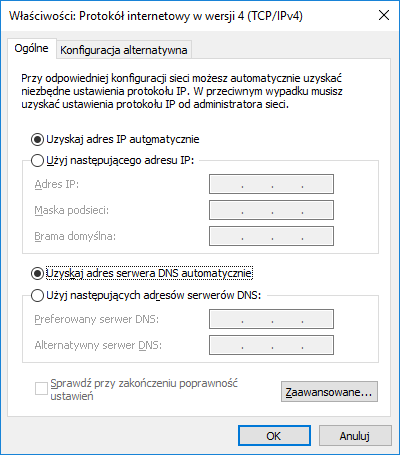 Właściwości: Protokół internetowy w wersji 4 (TCP/IPv4)
Ogólne
Konfiguracja alternatywna
Przy odpowiedniej konfiguracji sieci możesz automatycznie uzyskać
niezbędne ustawienia protokołu IP. W przeciwnym wypadku musisz
uzyskać ustawienia protokołu IP od administratora sieci.
Uzyskaj adres IP automatycznie
Użyj następującego adresu IP:
Adres IP:
Maska podsieci:
Brama domyślna:
Uzyskaj adres serwera DNS automatycznie
Użyj następujących adresów serwerów DNS:
Preferowany serwer DNS:
Alternatywny serwer DNS:
Sprawdź przy zakończeniu poprawność
ustawień
Zaawansowane...
OK
Anuluj